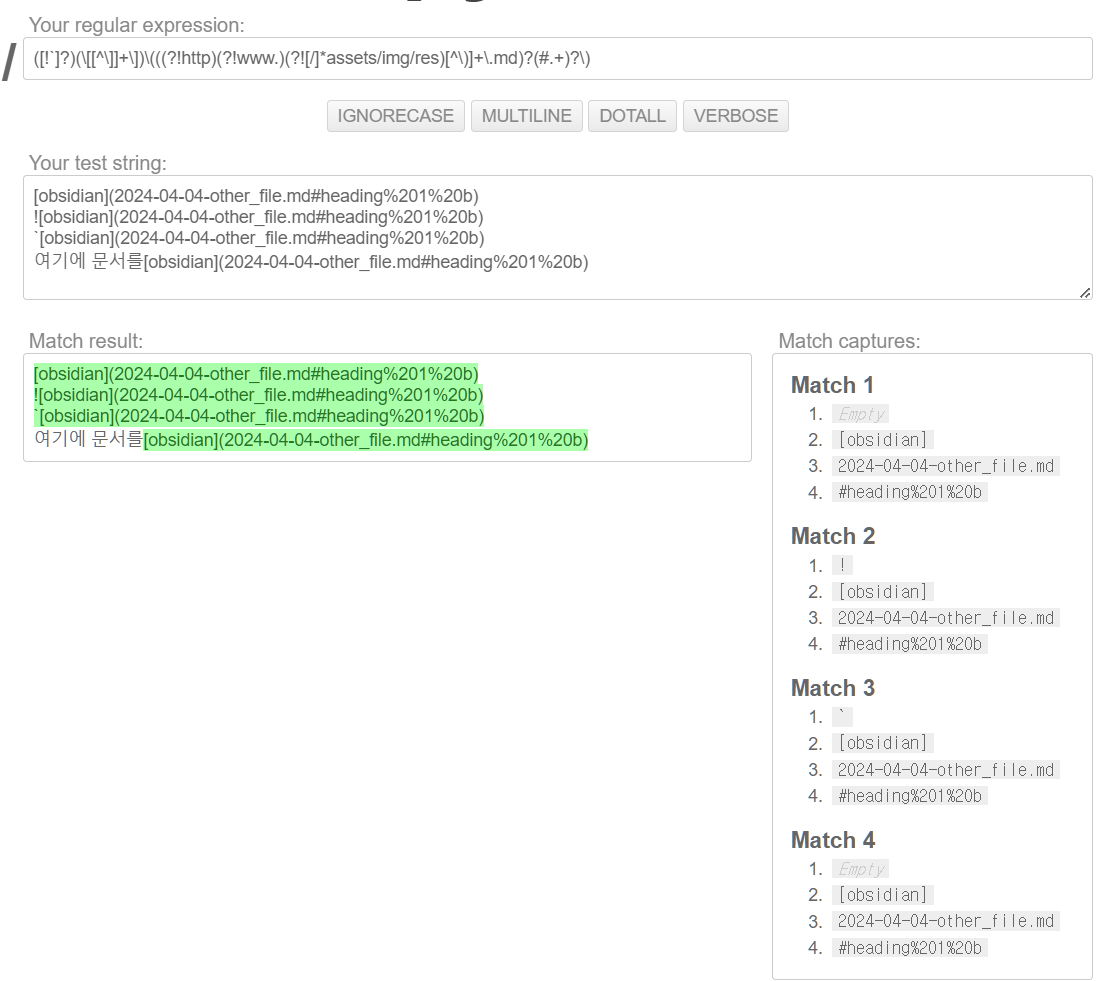 Your regular expression:
/
([!`]?)(\[[^\]]+\])\(((?!http)(?!www.)(?![/]*assets/img/res)[^\)]+\.md)?(#.+)?\)
IGNORECASE MULTILINE DOTALL VERBOSE
Your test string:
[obsidian](2024-04-04-other_file.md#heading%201%20b)
![obsidian](2024-04-04-other_file.md#heading%201%20b)
`[obsidian](2024-04-04-other_file.md#heading%201%20b)
여기에 문서를[obsidian](2024-04-04-other_file.md#heading%201%20b)
Match result:
[obsidian](2024-04-04-other_file.md#heading%201%20b)
![obsidian](2024-04-04-other_file.md#heading%201%20b)
`[obsidian](2024-04-04-other_file.md#heading%201%20b)
여기에 문서를[obsidian](2024-04-04-other_file.md#heading%201%20b)
Match captures:
Match 1
1. Empty
2. [obsidian]
3. 2024-04-04-other_file.md
4. #heading%201%20b
Match 2
1. !
2. [obsidian]
3. 2024-04-04-other_file.md
4. #heading%201%20b
Match 3
1. `
2. [obsidian]
3. 2024-04-04-other_file.md
4. #heading%201%20b
Match 4
1. Empty
2. [obsidian]
3. 2024-04-04-other_file.md
4. #heading%201%20b